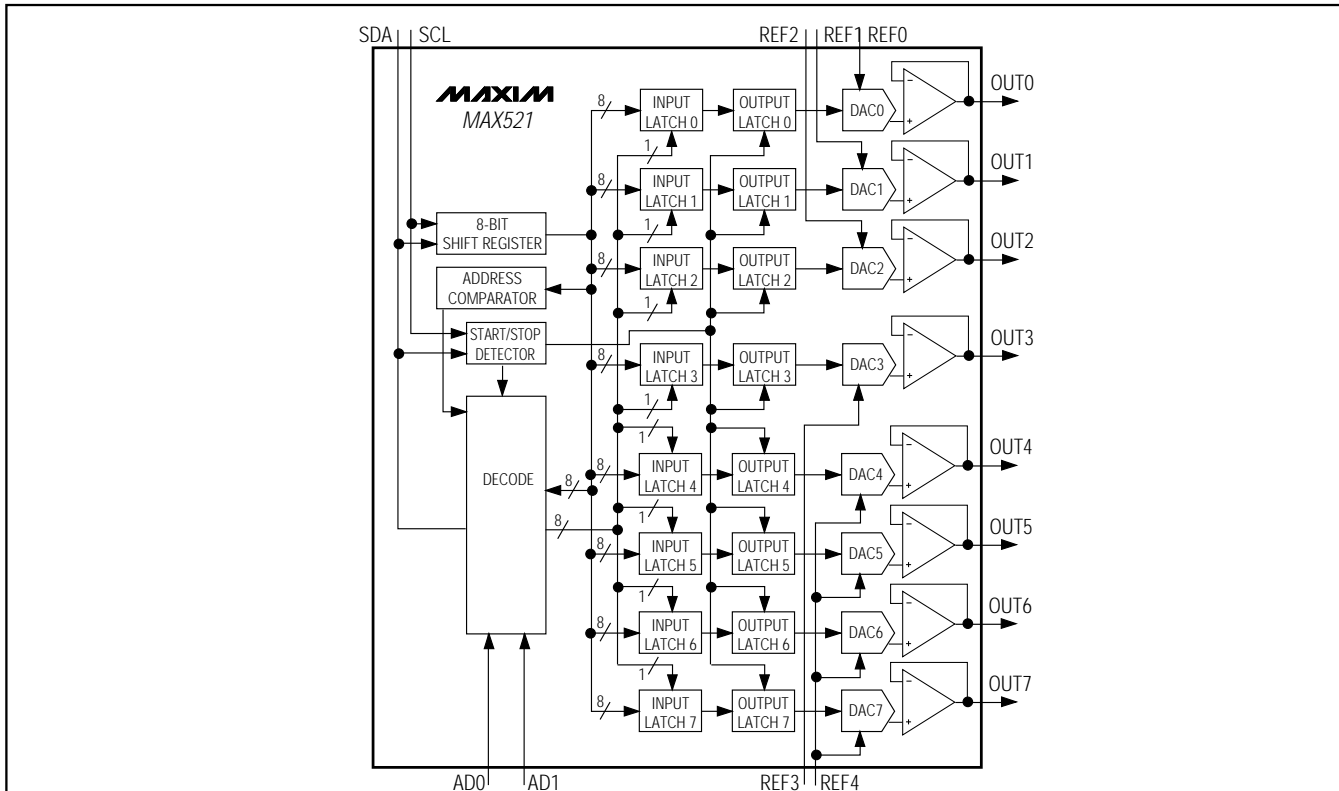 SDA SCL REF2 REF1 REF0
MAXIM
MAX521
8 INPUT LATCH 0 OUTPUT LATCH 0 DAC0 - + OUT0
1
8 INPUT LATCH 1 OUTPUT LATCH 1 DAC1 - + OUT1
1
8-BIT
SHIFT REGISTER
8 INPUT LATCH 2 OUTPUT LATCH 2 DAC2 - + OUT2
1
ADDRESS
COMPARATOR
START/STOP
DETECTOR
8 INPUT LATCH 3 OUTPUT LATCH 3 DAC3 - + OUT3
1
1
DECODE
8
8
8 INPUT LATCH 4 OUTPUT LATCH 4 DAC4 - + OUT4
1
8 INPUT LATCH 5 OUTPUT LATCH 5 DAC5 - + OUT5
1
8 INPUT LATCH 6 OUTPUT LATCH 6 DAC6 - + OUT6
1
8 INPUT LATCH 7 OUTPUT LATCH 7 DAC7 - + OUT7
AD0 AD1 REF3 REF4